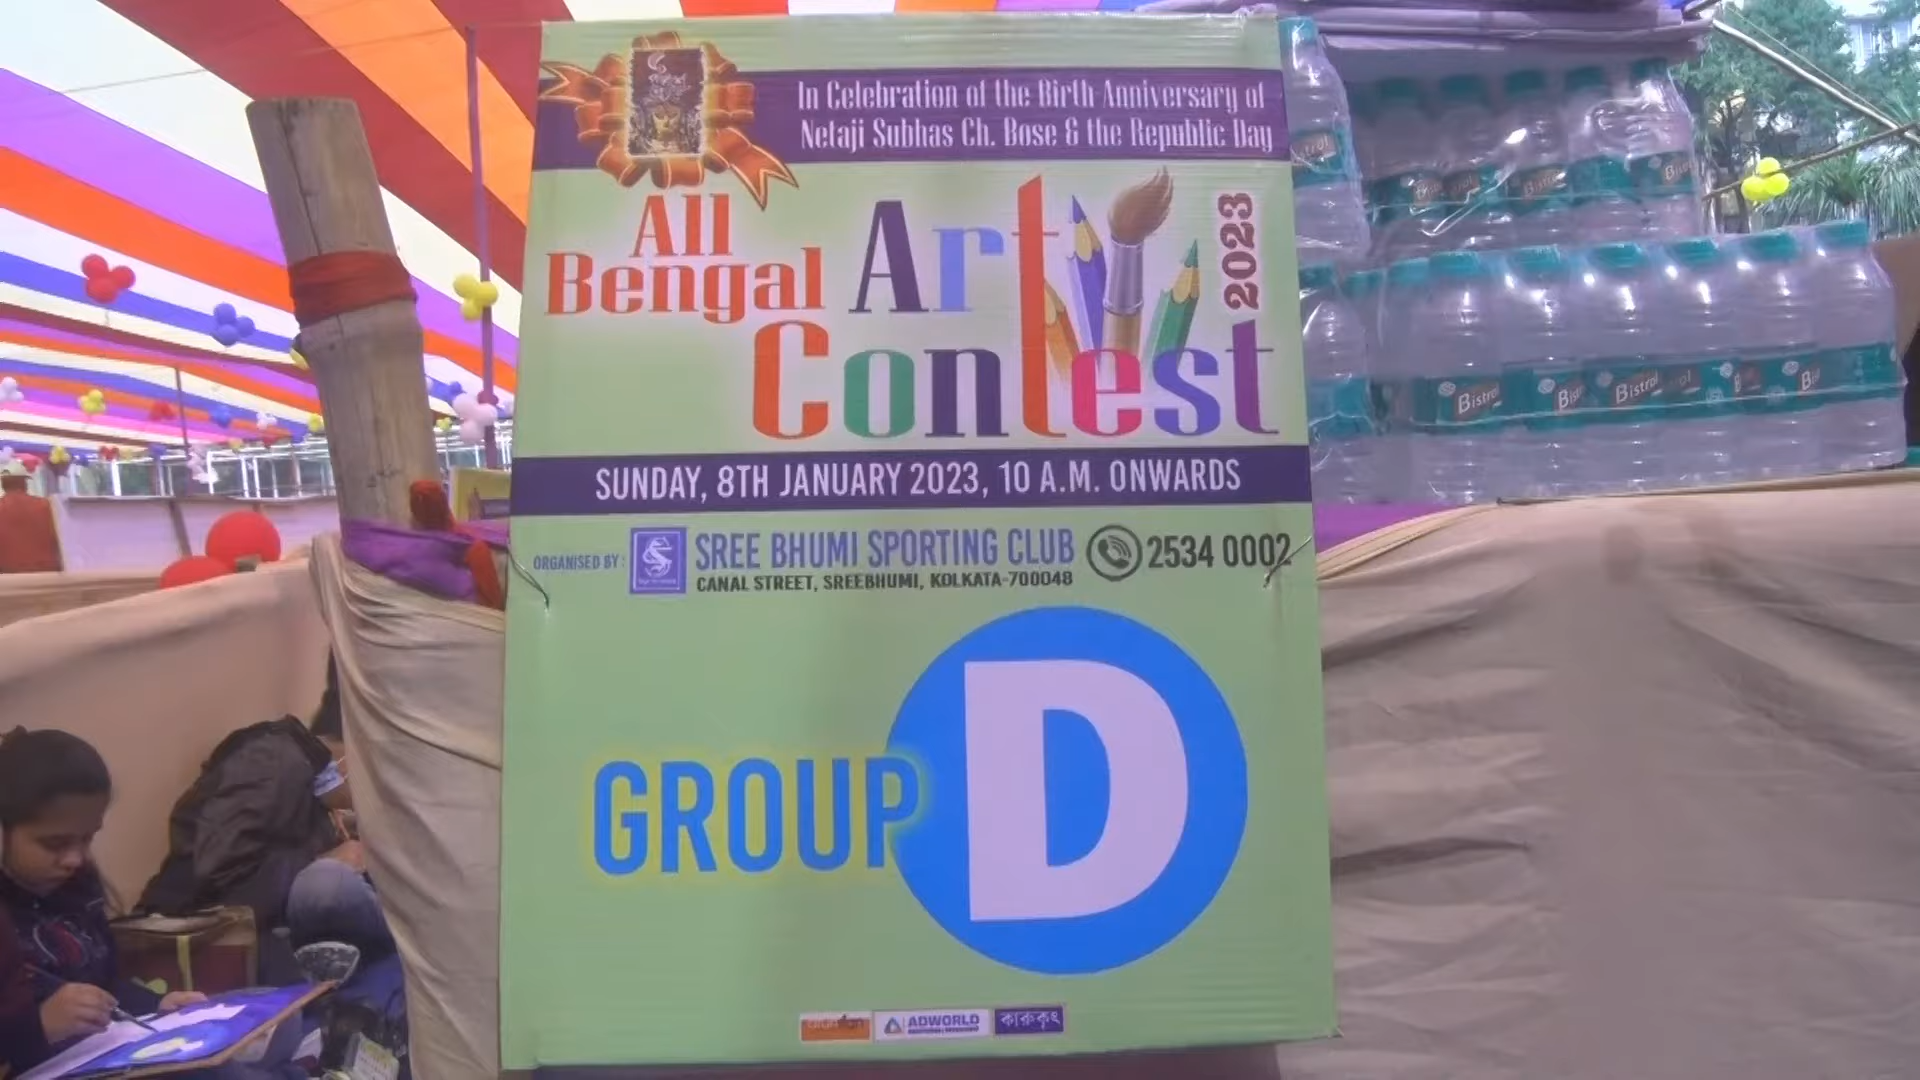 In Celebration of the Birth Anniversary of
Netaji Subhas Ch. Bose & the Republic Day
All
Bengal
Art
Contest
2023
SUNDAY, 8TH JANUARY 2023, 10 A.M. ONWARDS
ORGANISED BY :
SREE BHUMI SPORTING CLUB
CANAL STREET, SREEBHUMI, KOLKATA-700048
2534 0002
GROUP D
ADWORLD
কারুকৃৎ
Bistrol
Bistrol